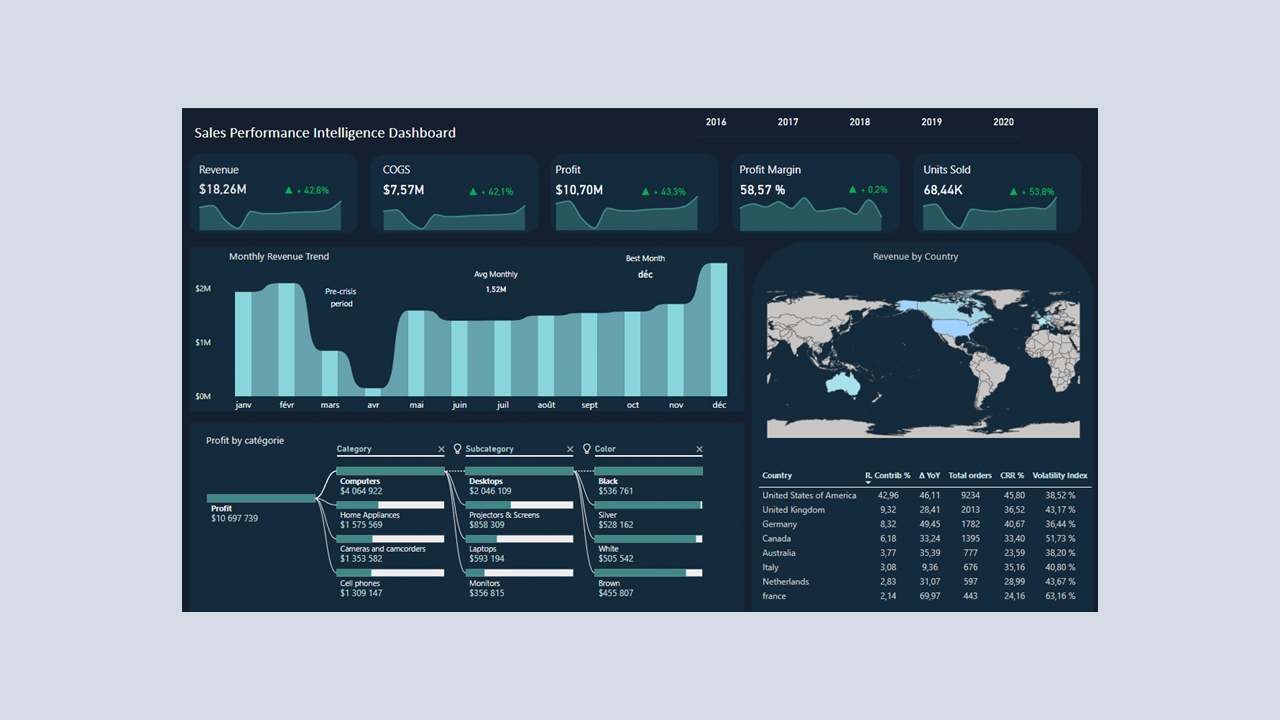 Sales Performance Intelligence Dashboard
2016 2017 2018 2019 2020
Revenue
$18,26M + 42,8%
COGS
$7,57M + 42,1%
Profit
$10,70M + 43,3%
Profit Margin
58,57 % + 0,2%
Units Sold
68,44K + 53,8%
Monthly Revenue Trend
Pre-crisis
period
Avg Monthly
1,52M
Best Month
déc
$2M
$1M
$0M
janv févr mars avr mai juin juil août sept oct nov déc
Revenue by Country
Profit by catégorie
Category Subcategory Color
Profit
$10 697 739
Computers
$4 064 922
Home Appliances
$1 575 569
Cameras and camcorders
$1 353 582
Cell phones
$1 309 147
Desktops
$2 046 109
Projectors & Screens
$858 309
Laptops
$593 194
Monitors
$356 815
Black
$536 761
Silver
$528 162
White
$505 542
Brown
$455 807
Country R. Contrib % Δ YoY Total orders CRR % Volatility Index
United States of America 42,96 46,11 9234 45,80 38,52 %
United Kingdom 9,32 28,41 2013 36,52 43,17 %
Germany 8,32 49,45 1782 40,67 36,44 %
Canada 6,18 33,24 1395 33,40 51,73 %
Australia 3,77 35,39 777 23,59 38,20 %
Italy 3,08 9,36 676 35,16 40,80 %
Netherlands 2,83 31,07 597 28,99 43,67 %
france 2,14 69,97 443 24,16 63,16 %